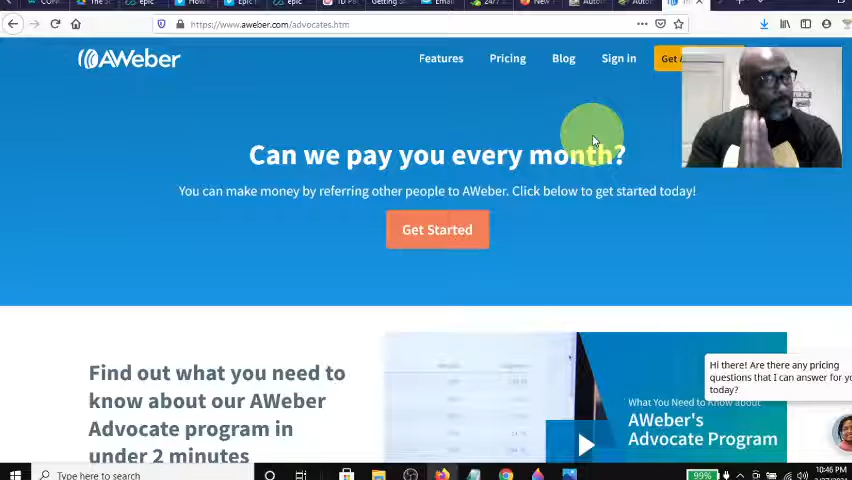 epic
https://www.aweber.com/advocates.htm
AWeber
Features
Pricing
Blog
Sign in
Get
Can we pay you every month?
You can make money by referring other people to AWeber. Click below to get started today!
Get Started
Find out what you need to
know about our AWeber
Advocate program in
under 2 minutes
What You Need to Know about
AWeber's
Advocate Program
Hi there! Are there any pricing
questions that I can answer for yo
today?
Type here to search
99%
10:46 PM